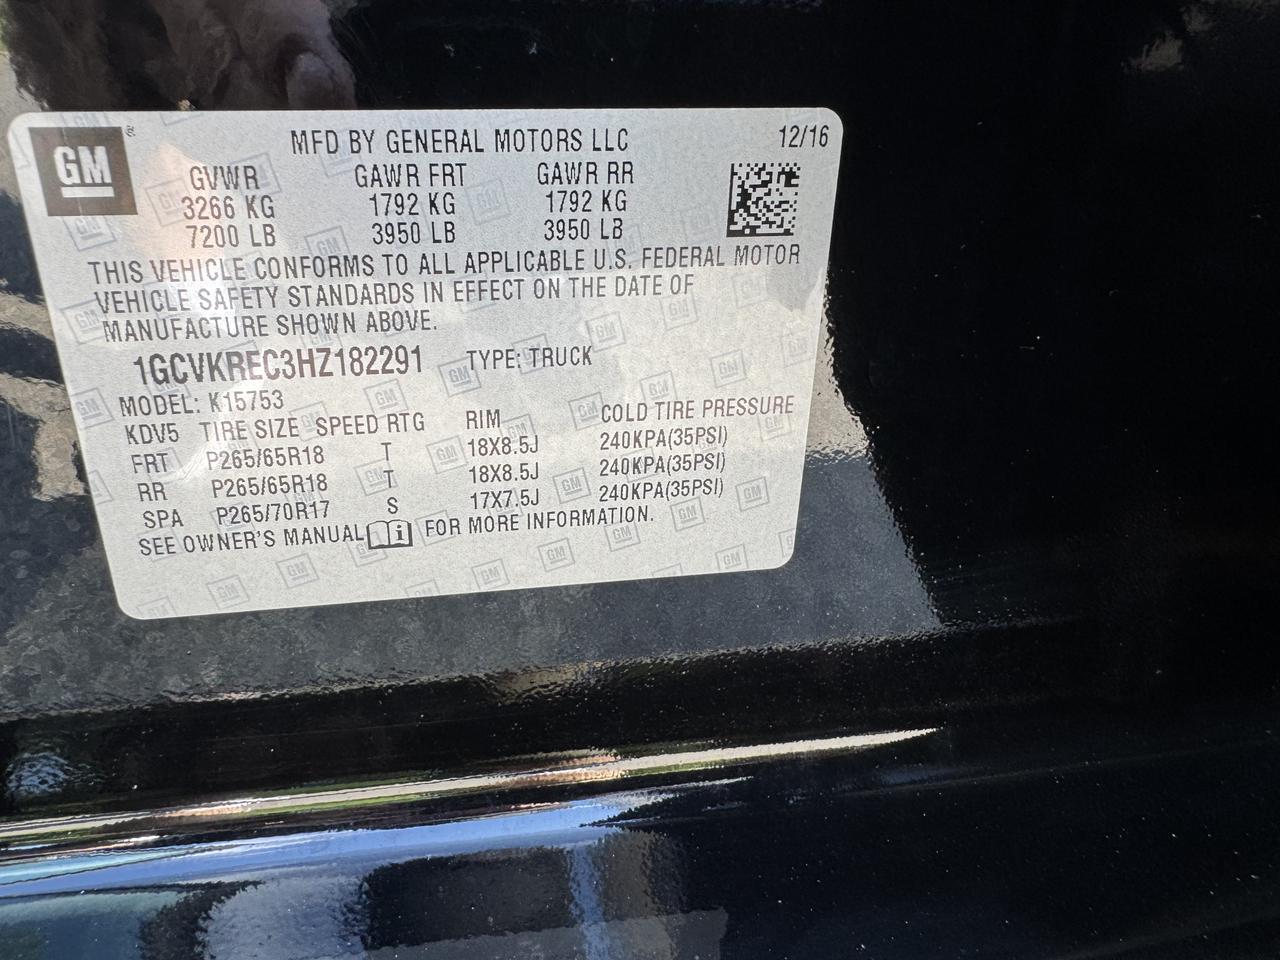 GM ®
MFD BY GENERAL MOTORS LLC 12/16
GVWR GAWR FRT GAWR RR
3266 KG 1792 KG 1792 KG
7200 LB 3950 LB 3950 LB
THIS VEHICLE CONFORMS TO ALL APPLICABLE U.S. FEDERAL MOTOR
VEHICLE SAFETY STANDARDS IN EFFECT ON THE DATE OF
MANUFACTURE SHOWN ABOVE.
1GCVKREC3HZ182291 TYPE: TRUCK
MODEL: K15753
KDV5 TIRE SIZE SPEED RTG RIM COLD TIRE PRESSURE
FRT P265/65R18 T 18X8.5J 240KPA(35PSI)
RR P265/65R18 T 18X8.5J 240KPA(35PSI)
SPA P265/70R17 S 17X7.5J 240KPA(35PSI)
SEE OWNER'S MANUAL i FOR MORE INFORMATION.